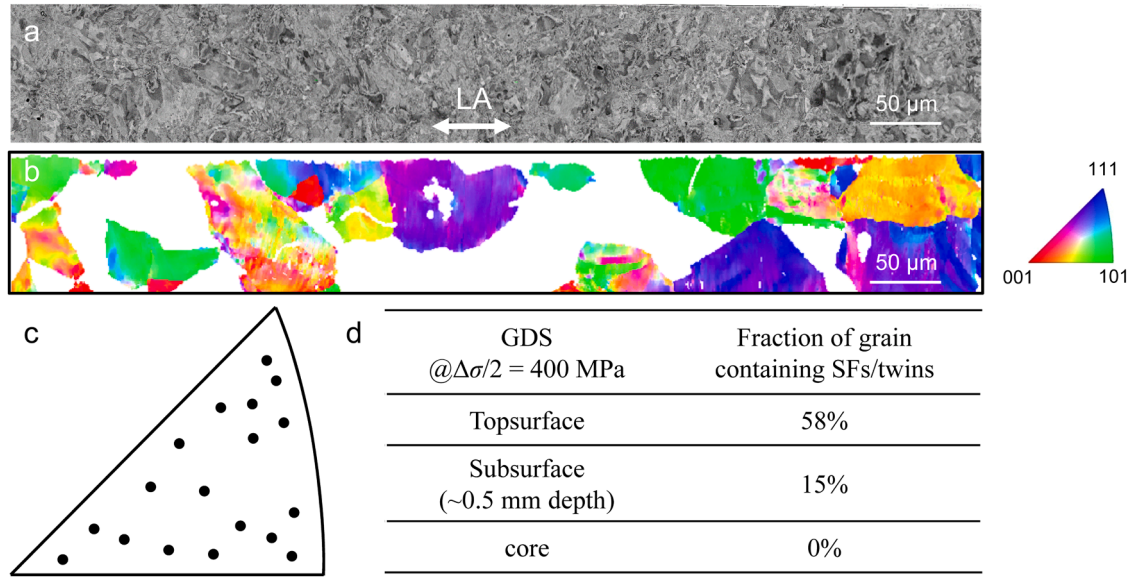 a
LA
50 μm
b
50 μm
111
001
101
c
d
GDS
@Δσ/2 = 400 MPa
Fraction of grain
containing SFs/twins
Topsurface
58%
Subsurface
(~0.5 mm depth)
15%
core
0%